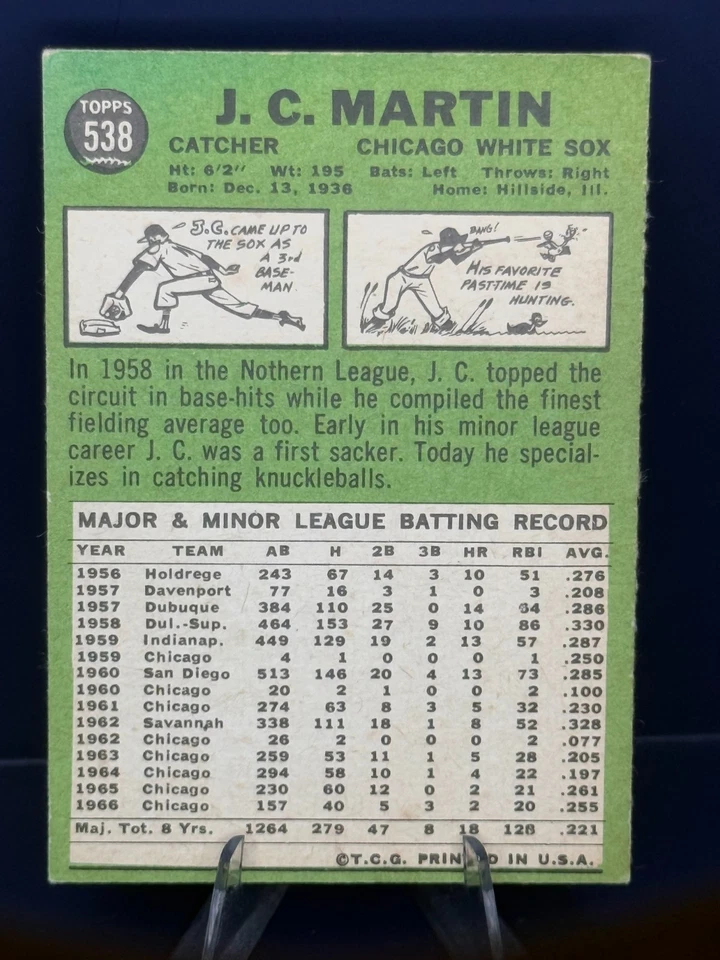 TOPPS
538
J. C. MARTIN
CATCHER CHICAGO WHITE SOX
Ht: 6'2" Wt: 195 Bats: Left Throws: Right
Born: Dec. 13, 1936 Home: Hillside, Ill.
J.C. CAME UP TO
THE SOX AS
A 3rd
BASE-
MAN.
BANG!
HIS FAVORITE
PAST-TIME IS
HUNTING.
In 1958 in the Nothern League, J. C. topped the
circuit in base-hits while he compiled the finest
fielding average too. Early in his minor league
career J. C. was a first sacker. Today he special-
izes in catching knuckleballs.
MAJOR & MINOR LEAGUE BATTING RECORD
YEAR TEAM AB H 2B 3B HR RBI AVG.
1956 Holdrege 243 67 14 3 10 51 .276
1957 Davenport 77 16 3 1 0 3 .208
1957 Dubuque 384 110 25 0 14 .286
1958 Dul.-Sup. 464 153 27 9 10 86 .330
1959 Indianap. 449 129 19 2 13 57 .287
1959 Chicago 4 1 0 0 0 1 .250
1960 San Diego 513 146 20 4 13 73 .285
1960 Chicago 20 2 1 0 0 2 .100
1961 Chicago 274 63 8 3 5 32 .230
1962 Savannah 338 111 18 1 8 52 .328
1962 Chicago 26 2 0 0 0 2 .077
1963 Chicago 259 53 11 1 5 28 .205
1964 Chicago 294 58 10 1 4 22 .197
1965 Chicago 230 60 12 0 2 21 .261
1966 Chicago 157 40 5 3 2 20 .255
Maj. Tot. 8 Yrs. 1264 279 47 8 18 128 .221
©T.C.G. PRINTED IN U.S.A.